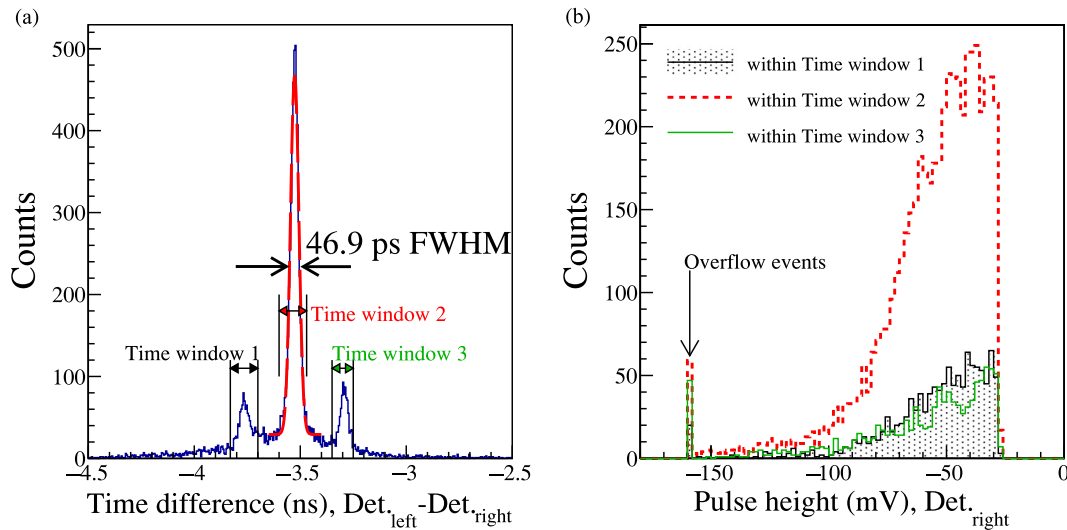 (a)
500
400
300
200
100
0
Counts
46.9 ps FWHM
Time window 2
Time window 1
Time window 3
−4.5
−4
−3.5
−3
−2.5
Time difference (ns), Det.left-Det.right
(b)
250
200
150
100
50
0
Counts
within Time window 1
within Time window 2
within Time window 3
Overflow events
−150
−100
−50
0
Pulse height (mV), Det.right